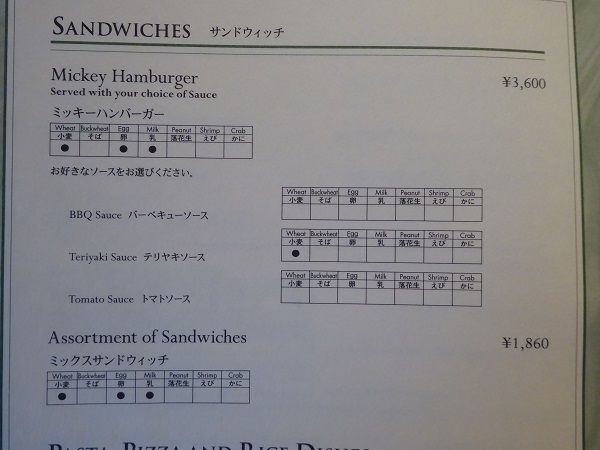 SANDWICHES サンドウィッチ
Mickey Hamburger ¥3,600
Served with your choice of Sauce
ミッキーハンバーガー
Wheat Buckwheat Egg Milk Peanut Shrimp Crab
小麦 そば 卵 乳 落花生 えび かに
● ● ●
お好きなソースをお選びください。
Wheat Buckwheat Egg Milk Peanut Shrimp Crab
小麦 そば 卵 乳 落花生 えび かに
BBQ Sauce バーベキューソース
Wheat Buckwheat Egg Milk Peanut Shrimp Crab
小麦 そば 卵 乳 落花生 えび かに
Teriyaki Sauce テリヤキソース ●
Wheat Buckwheat Egg Milk Peanut Shrimp Crab
小麦 そば 卵 乳 落花生 えび かに
Tomato Sauce トマトソース
Assortment of Sandwiches ¥1,860
ミックスサンドウィッチ
Wheat Buckwheat Egg Milk Peanut Shrimp Crab
小麦 そば 卵 乳 落花生 えび かに
● ● ●
PASTA, PIZZA AND RICE DISHES